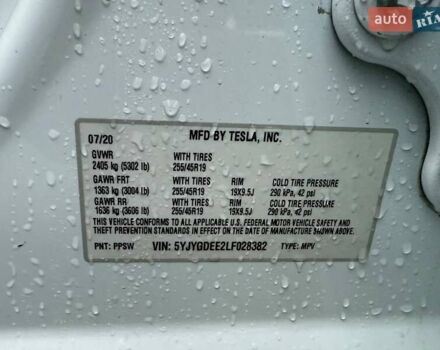 auto RIA
07/20 MFD BY TESLA, INC.
GVWR WITH TIRES
2405 kg (5302 lb) 255/45R19
GAWR FRT WITH TIRES RIM COLD TIRE PRESSURE
1363 kg (3004 lb) 255/45R19 19X9.5J 290 kPa, 42 psi
GAWR RR WITH TIRES RIM COLD TIRE PRESSURE
1636 kg (3606 lb) 255/45R19 19X9.5J 290 kPa, 42 psi
THIS VEHICLE CONFORMS TO ALL APPLICABLE U.S. FEDERAL MOTOR VEHICLE SAFETY AND
THEFT PREVENTION STANDARDS IN EFFECT ON THE DATE OF MANUFACTURE SHOWN ABOVE.
PNT: PPSW VIN: 5YJYGDEE2LF028382 TYPE: MPV